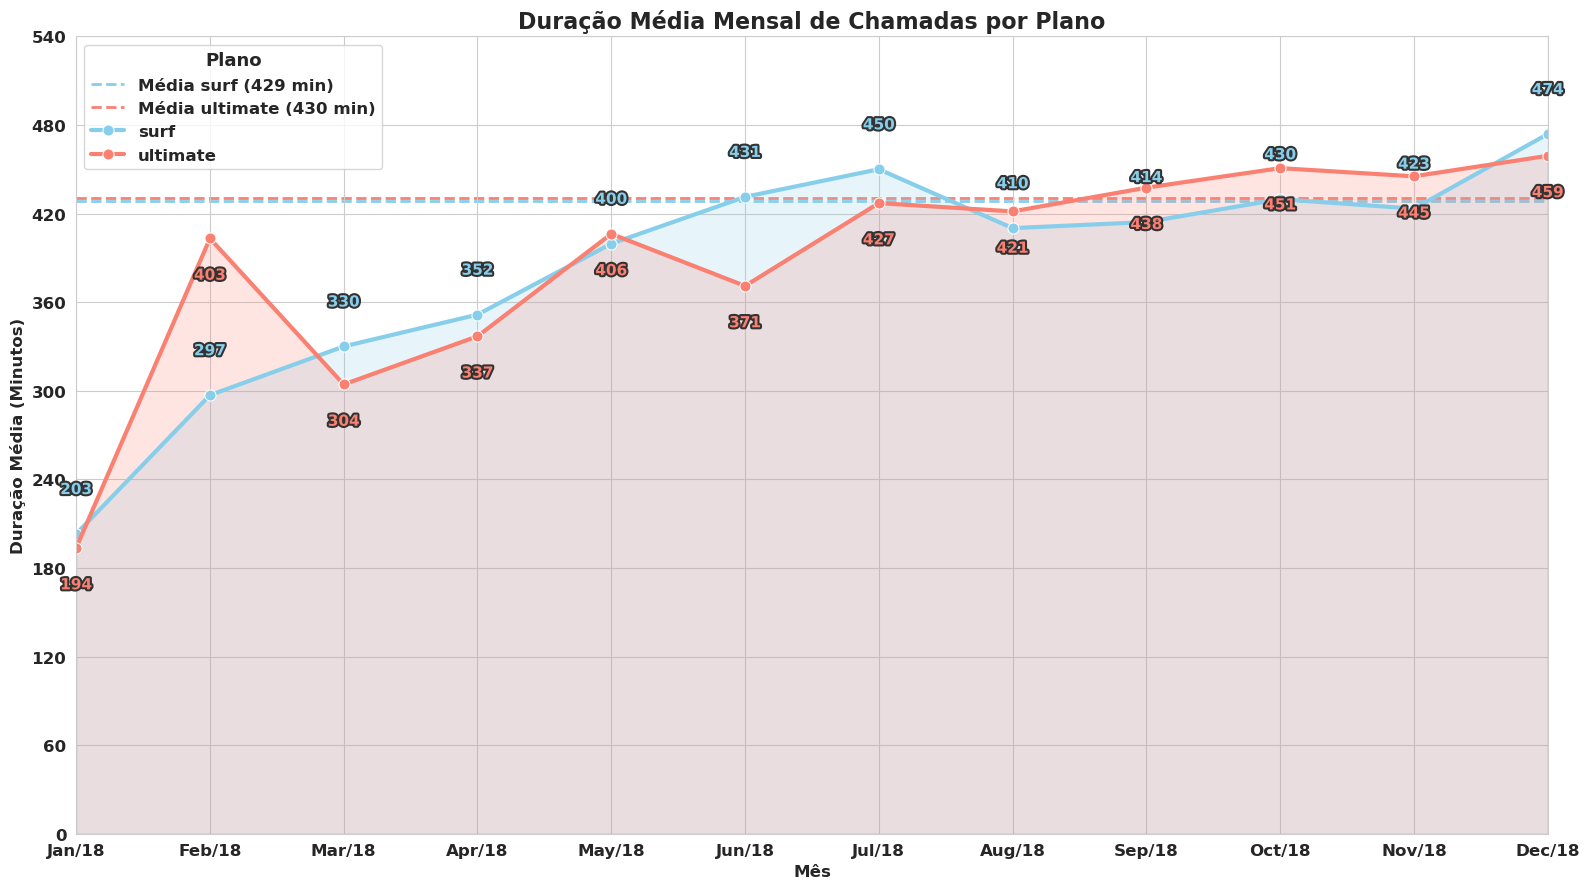 Duração Média Mensal de Chamadas por Plano
Plano
Média surf (429 min)
Média ultimate (430 min)
surf
ultimate
Duração Média (Minutos)
540
480
420
360
300
240
180
120
60
0
203
297
330
352
400
431
450
410
414
430
423
474
194
403
304
337
406
371
427
421
438
451
445
459
Jan/18
Feb/18
Mar/18
Apr/18
May/18
Jun/18
Jul/18
Aug/18
Sep/18
Oct/18
Nov/18
Dec/18
Mês